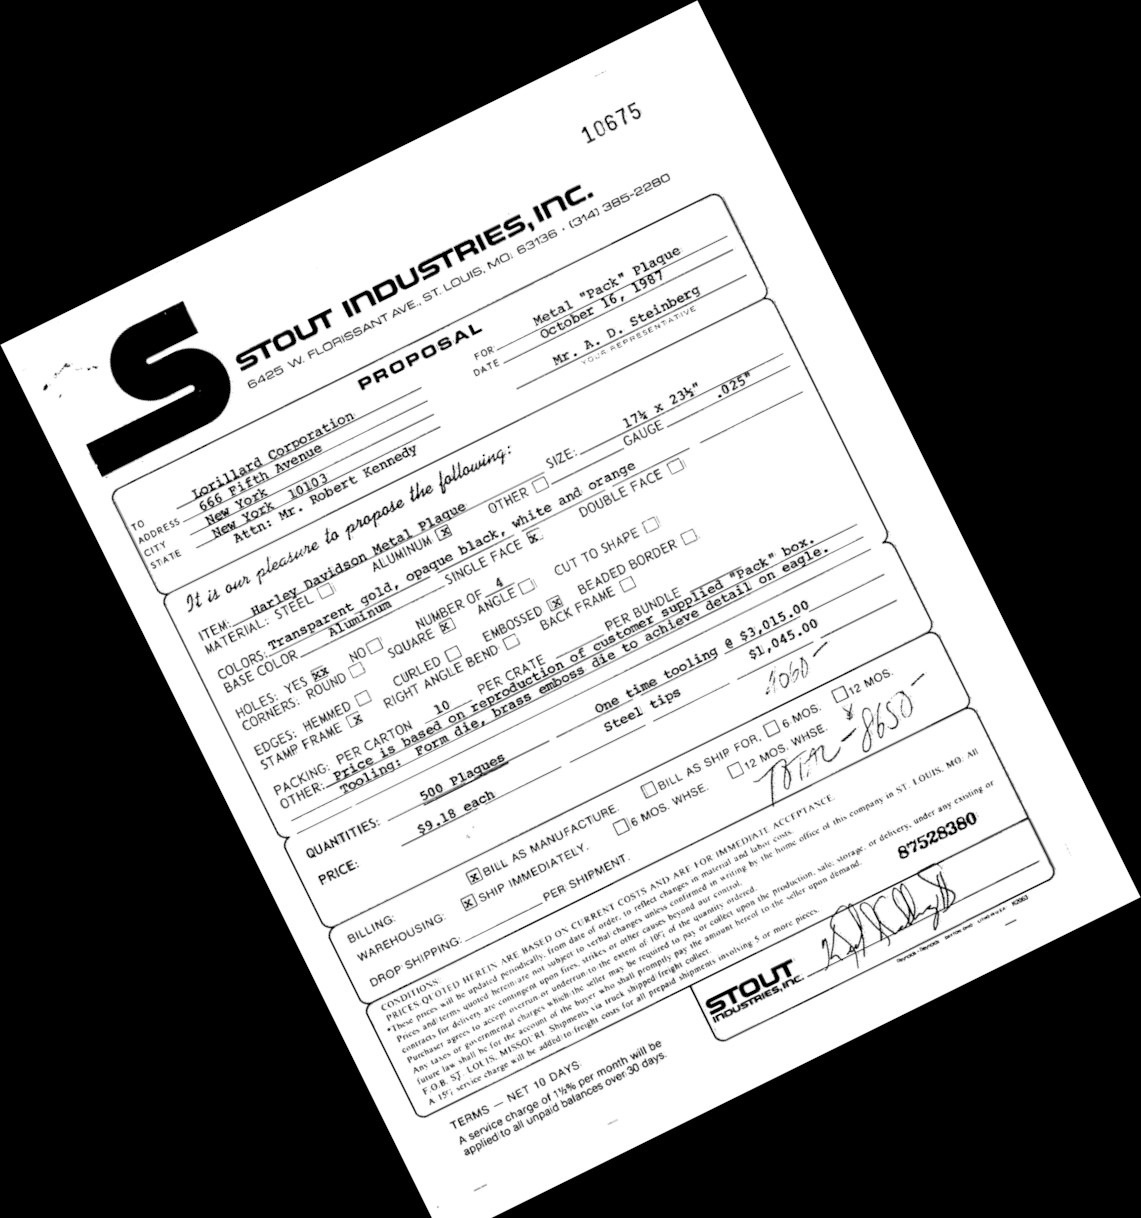 10675
STOUT INDUSTRIES, INC.
6425 W. FLORISSANT AVE., ST. LOUIS, MO. 63136 · (314) 385-2280
PROPOSAL
FOR Metal "Pack" Plaque
DATE October 16, 1987
Mr. A. D. Steinberg
YOUR REPRESENTATIVE
TO Lorillard Corporation
ADDRESS 666 Fifth Avenue
CITY New York
STATE New York 10103
Attn: Mr. Robert Kennedy
It is our pleasure to propose the following:
ITEM: Harley Davidson Metal Plaque SIZE: 17½ x 23½"
MATERIAL: STEEL ☐ ALUMINUM ☒ OTHER ☐ GAUGE .025"
COLORS: Transparent gold, opaque black, white and orange
BASE COLOR Aluminum SINGLE FACE ☒ DOUBLE FACE ☐
HOLES: YES ☒ NO ☐ NUMBER OF 4
CORNERS: ROUND ☐ SQUARE ☒ ANGLE ☐ CUT TO SHAPE ☐
EDGES: HEMMED ☐ CURLED ☐ EMBOSSED ☒ BEADED BORDER ☐
STAMP FRAME ☒ RIGHT ANGLE BEND ☐ BACK FRAME ☐
PACKING: PER CARTON 10 PER CRATE PER BUNDLE
OTHER: Price is based on reproduction of customer supplied "Pack" box.
Tooling: Form die, brass emboss die to achieve detail on eagle.
QUANTITIES: 500 Plaques One time tooling @ $3,015.00
PRICE: $9.18 each Steel tips $1,045.00
4060-
BILLING: ☒ BILL AS MANUFACTURE. ☐ BILL AS SHIP FOR, ☐ 6 MOS. ☐ 12 MOS.
WAREHOUSING: ☒ SHIP IMMEDIATELY. ☐ 6 MOS. WHSE. ☐ 12 MOS. WHSE.
TOTAL - 8650-
DROP SHIPPING: PER SHIPMENT.
CONDITIONS:
PRICES QUOTED HEREIN ARE BASED ON CURRENT COSTS AND ARE FOR IMMEDIATE ACCEPTANCE.
*These prices will be updated periodically, from date of order, to reflect changes in material and labor costs.
Prices and terms quoted herein are not subject to verbal changes unless confirmed in writing by the home office of this company in ST. LOUIS, MO. All
contracts for delivery are contingent upon fires, strikes or other causes beyond our control.
Purchaser agrees to accept overrun or underrun to the extent of 10% of the quantity ordered.
Any taxes or governmental charges which the seller may be required to pay or collect upon the production, sale, storage, or delivery, under any existing or
future law shall be for the account of the buyer who shall promptly pay the amount hereof to the seller upon demand.
F.O.B. ST. LOUIS, MISSOURI. Shipments via truck shipped freight collect.
A 15% service charge will be added to freight costs for all prepaid shipments involving 5 or more pieces.
87528380
STOUT
INDUSTRIES, INC.
TERMS — NET 10 DAYS:
A service charge of 1½% per month will be
applied to all unpaid balances over 30 days.